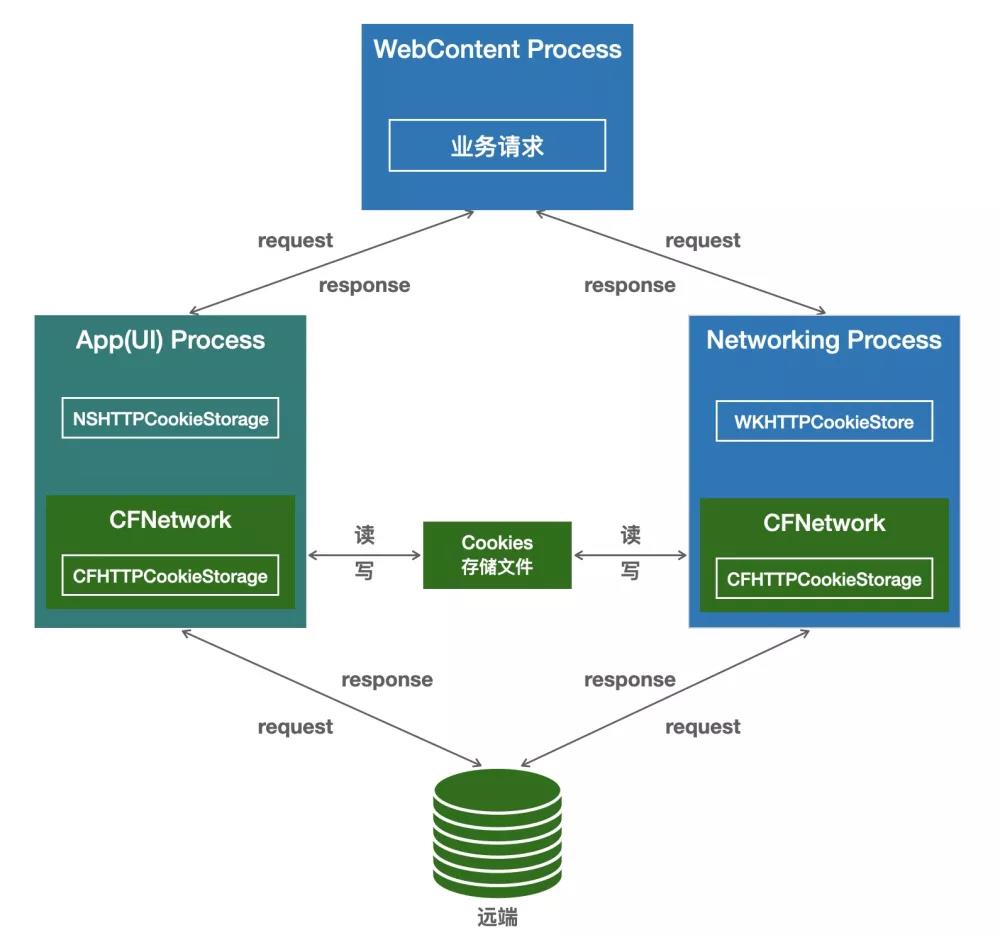 WebContent Process
业务请求
request
request
response
response
App(UI) Process
Networking Process
NSHTTPCookieStorage
WKHTTPCookieStore
CFNetwork
CFNetwork
读
Cookies
读
写
存储文件
写
CFHTTPCookieStorage
CFHTTPCookieStorage
response
response
request
request
远端